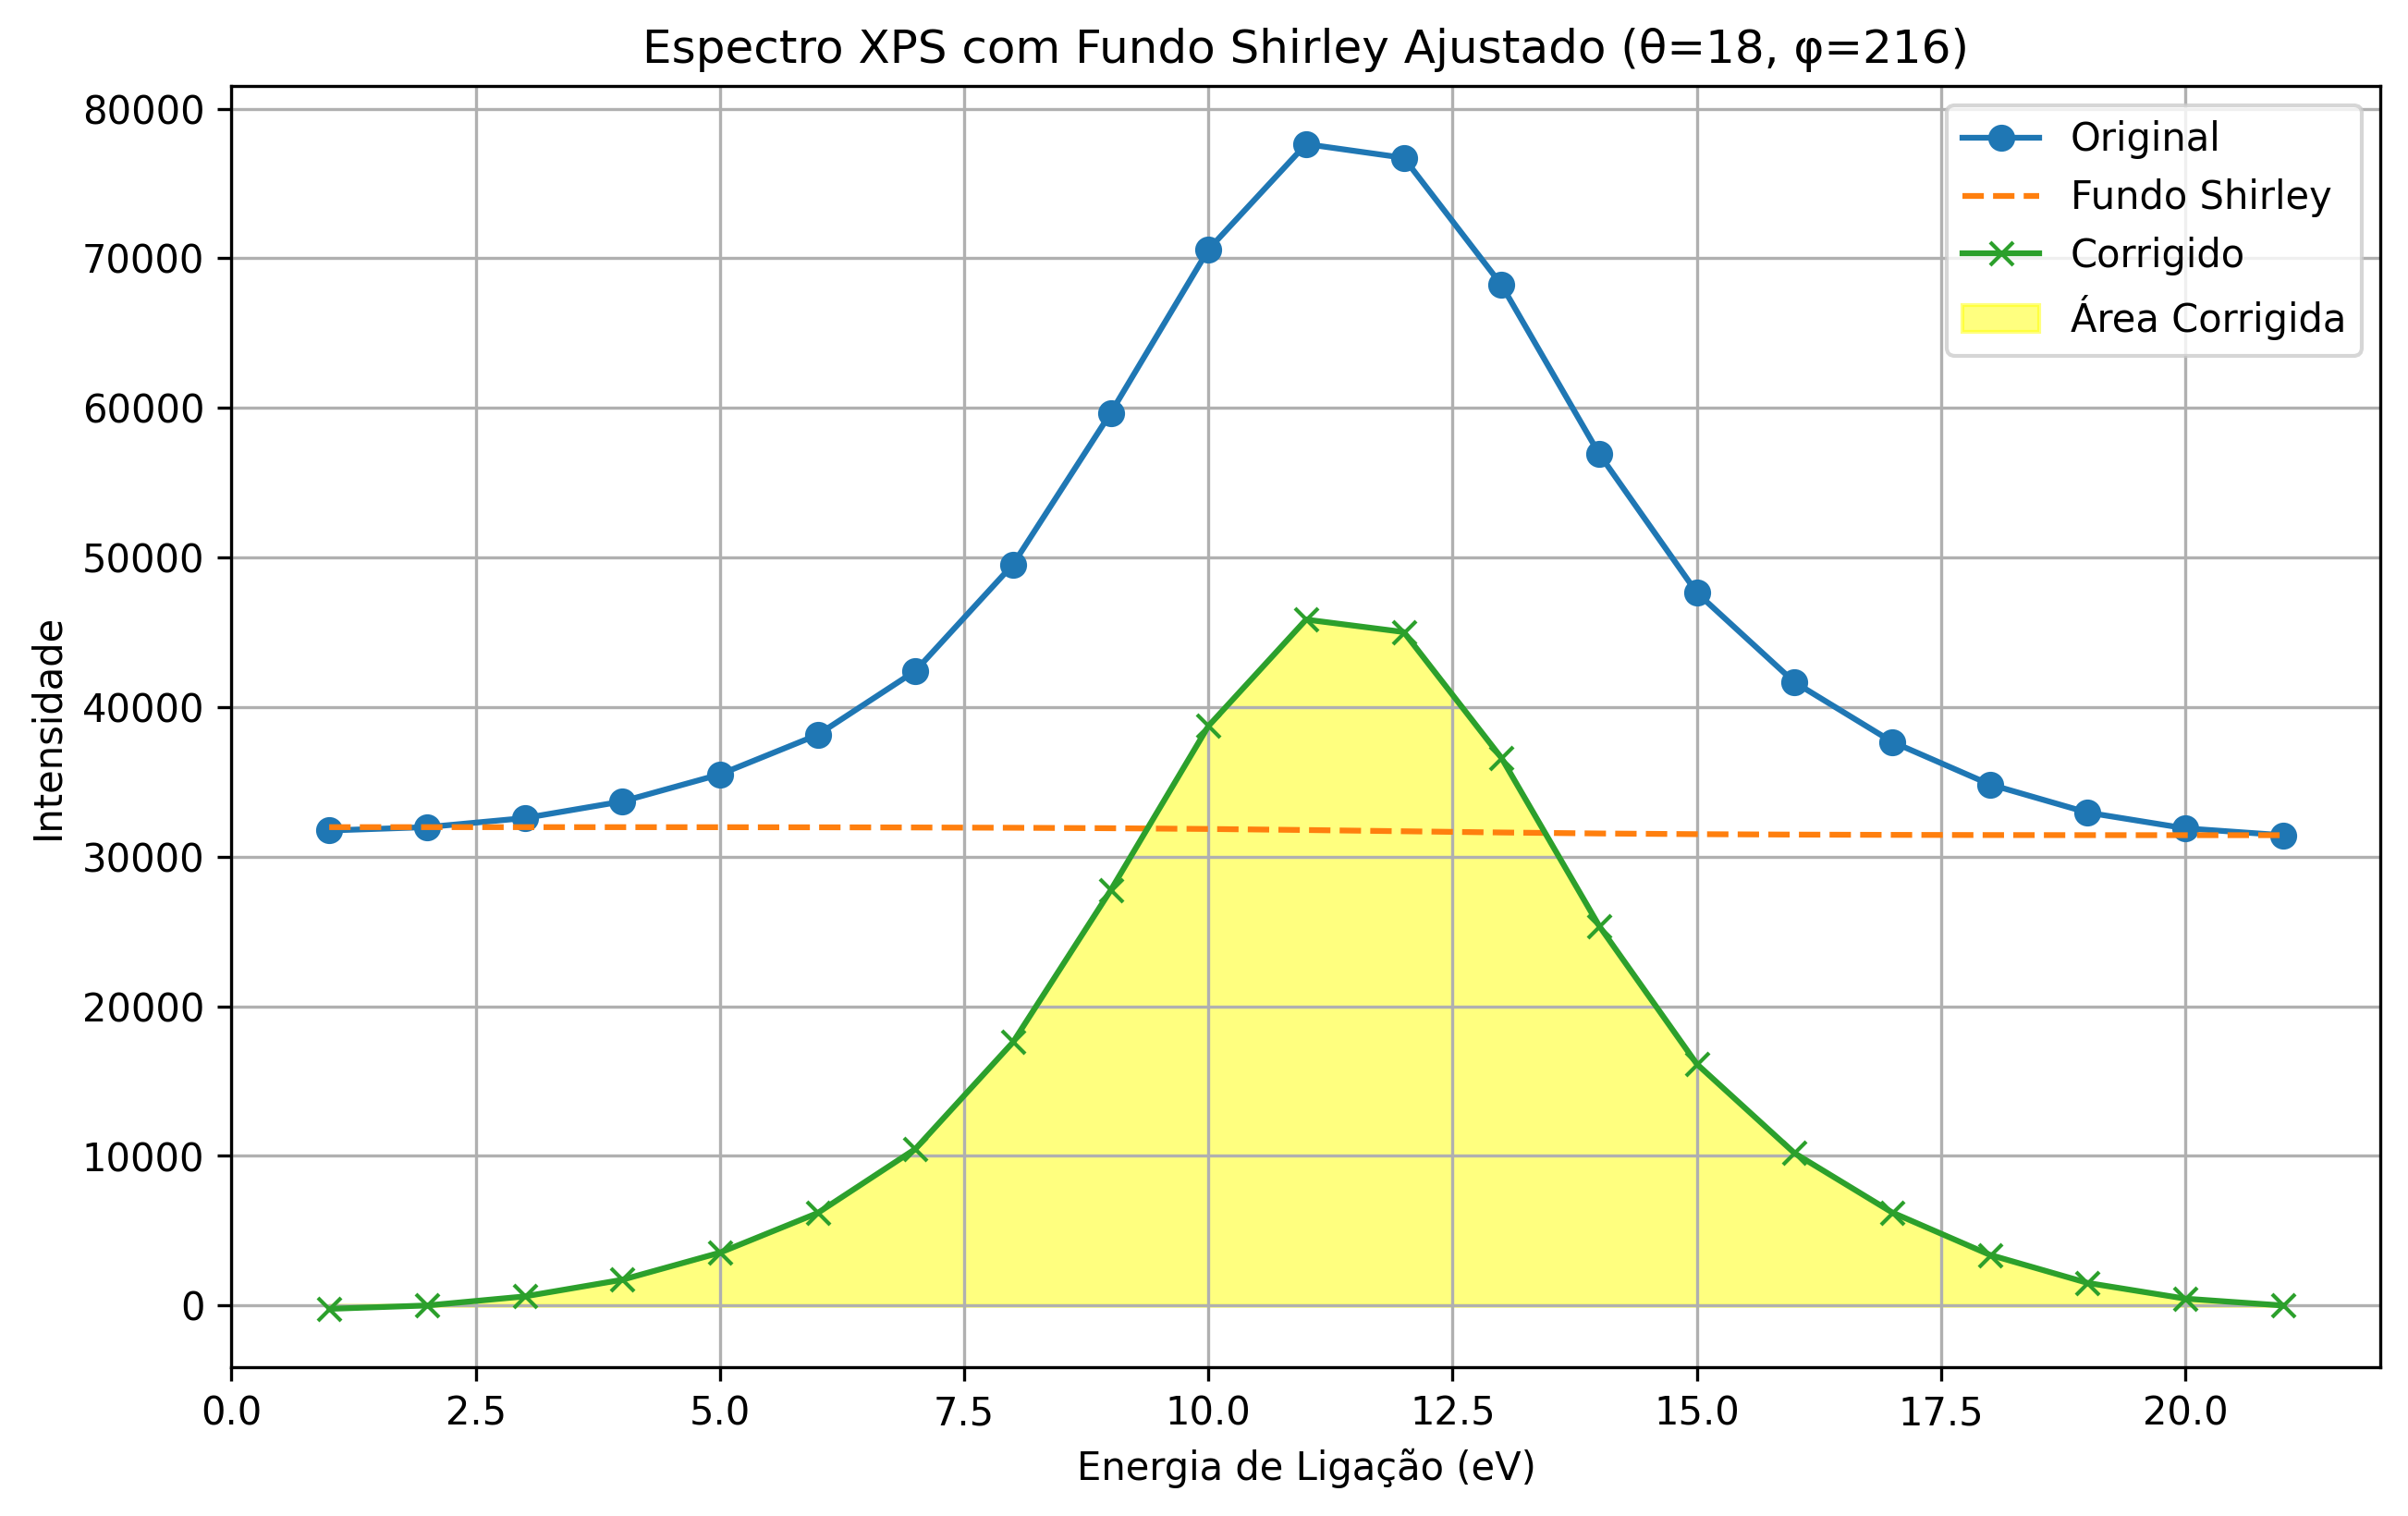 Espectro XPS com Fundo Shirley Ajustado (θ=18, φ=216)
80000
70000
60000
50000
40000
30000
20000
10000
0
Intensidade
Original
Fundo Shirley
Corrigido
Área Corrigida
0.0 2.5 5.0 7.5 10.0 12.5 15.0 17.5 20.0
Energia de Ligação (eV)